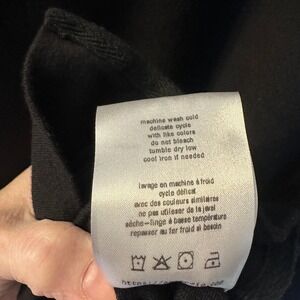 machine wash cold
delicate cycle
with like colors
do not bleach
tumble dry low
cool iron if needed
lavage en machine à froid
cycle délicat
avec des couleurs similaires
ne pas utiliser de la javel
sèche-linge à basse température
repasser au fer froid si besoin